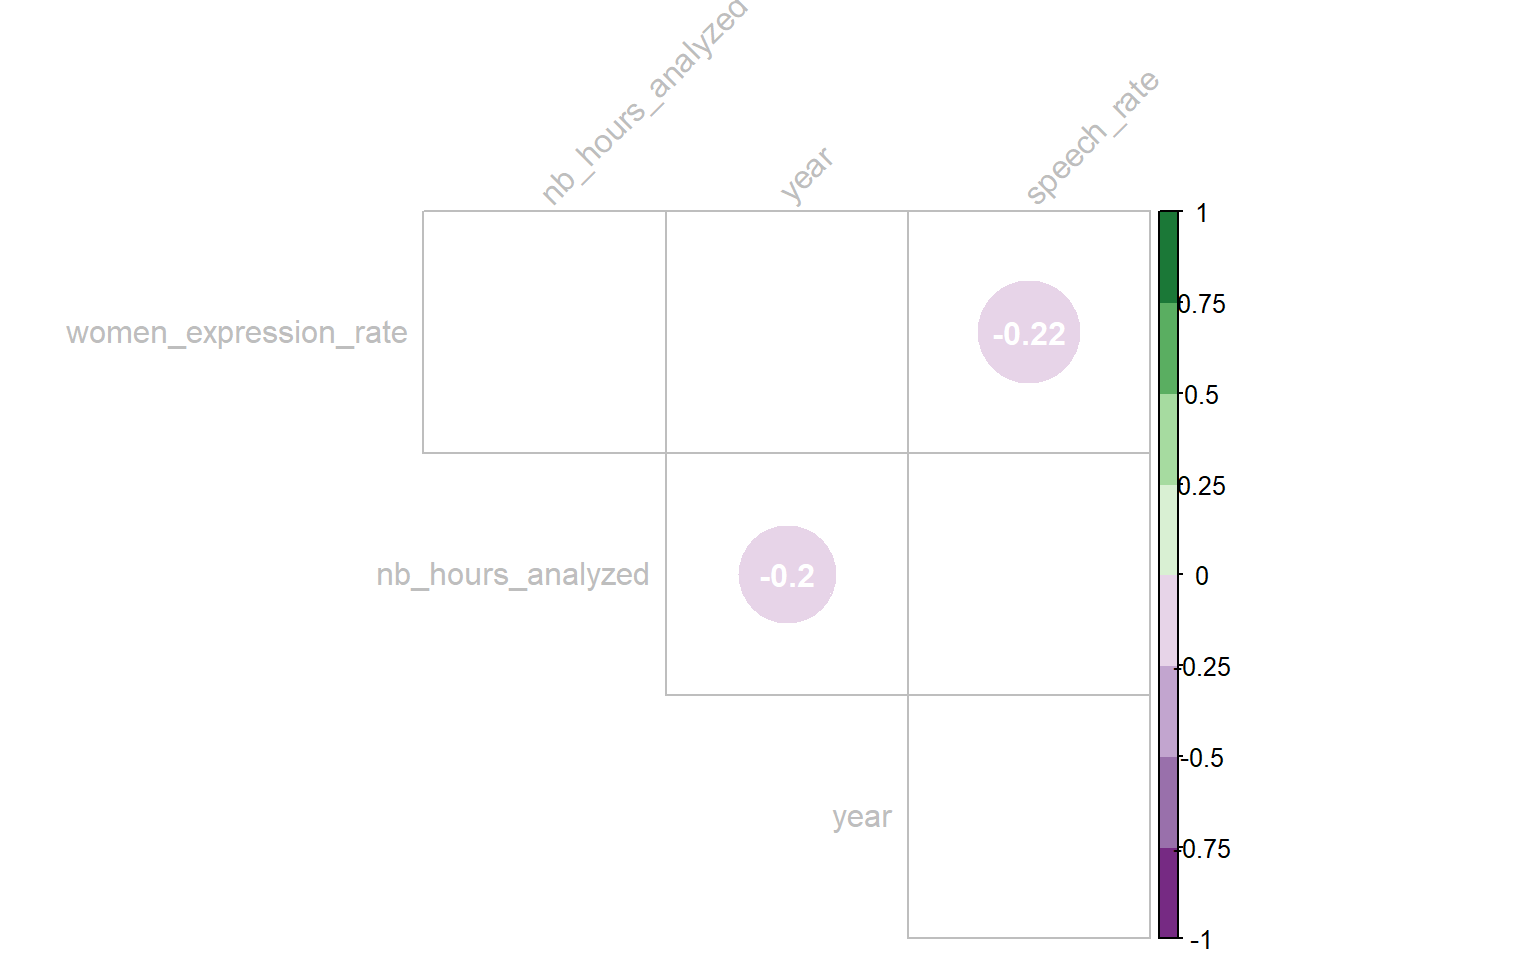 nb_hours_analyzed
year
speech_rate
women_expression_rate
-0.22
nb_hours_analyzed
-0.2
year
1
0.75
0.5
0.25
0
-0.25
-0.5
-0.75
-1